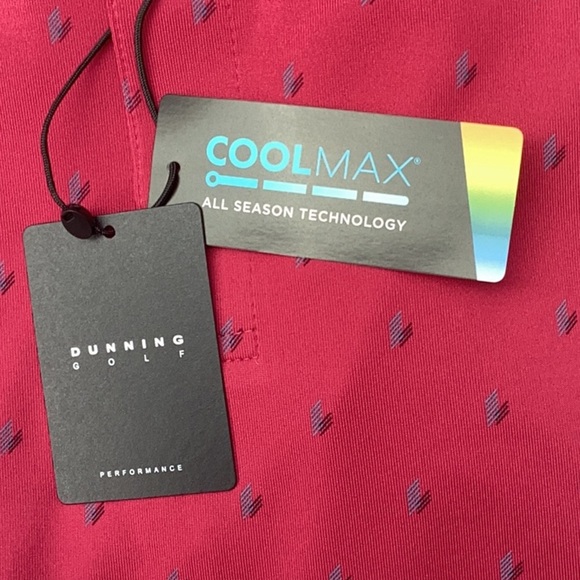 COOLMAX®
ALL SEASON TECHNOLOGY
DUNNING
GOLF
PERFORMANCE